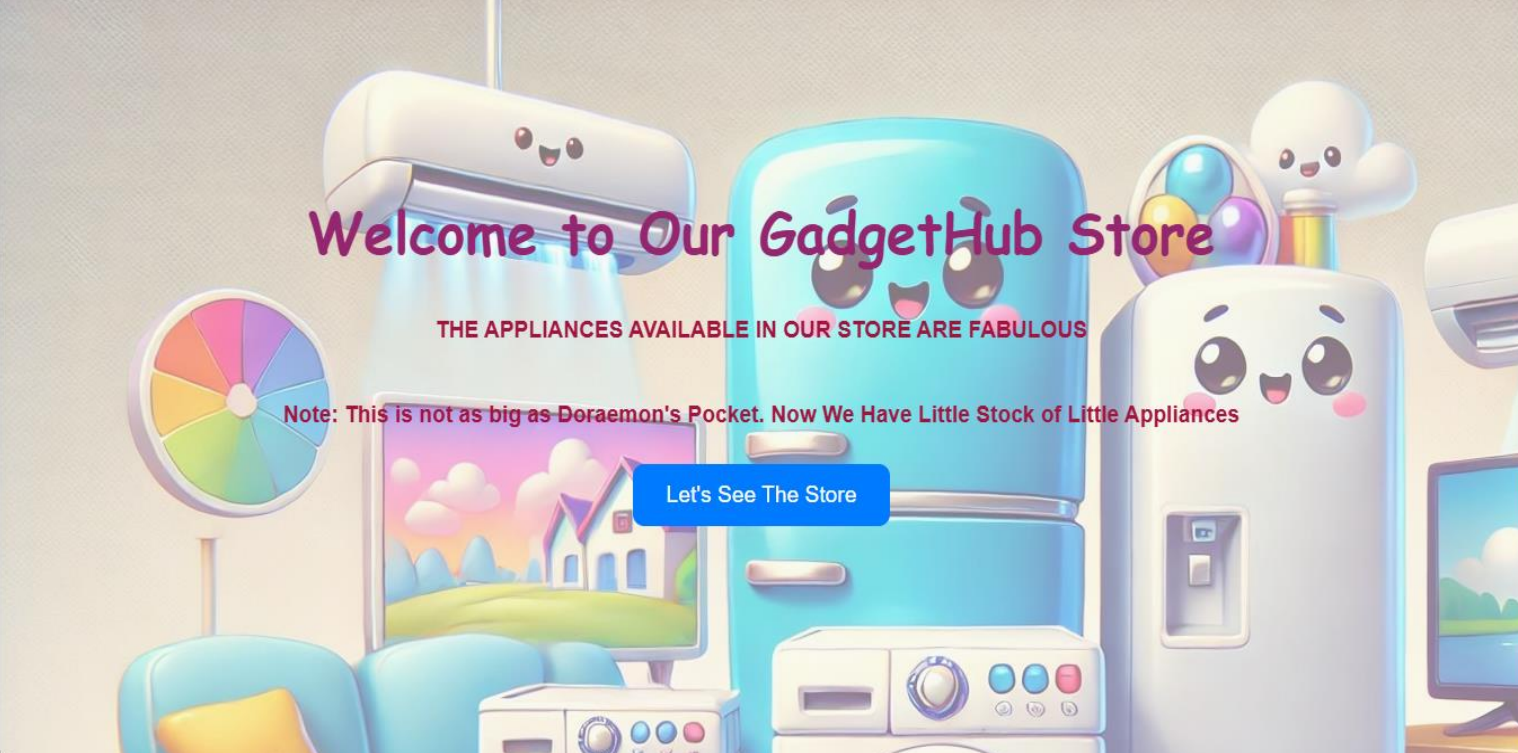 Welcome to Our GadgetHub Store
THE APPLIANCES AVAILABLE IN OUR STORE ARE FABULOUS
Note: This is not as big as Doraemon's Pocket. Now We Have Little Stock of Little Appliances
Let's See The Store